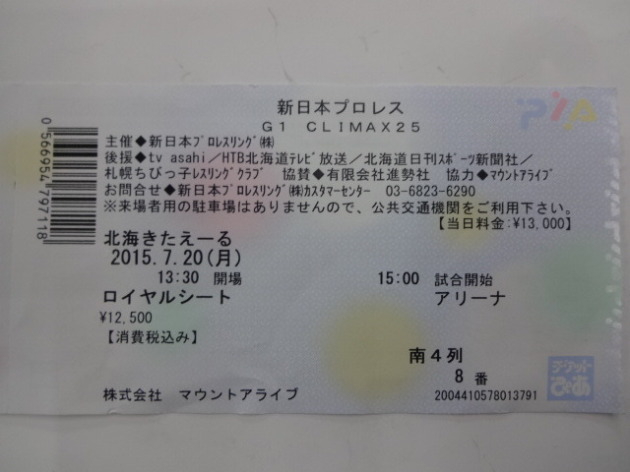 新日本プロレス
G1 CLIMAX25
PIA
主催◆新日本プロレスリング㈱
後援◆tv asahi/HTB北海道テレビ放送/北海道日刊スポーツ新聞社/
札幌ちびっ子レスリングクラブ 協賛◆有限会社進勢社 協力◆マウントアライブ
お問合せ◆新日本プロレスリング㈱カスタマーセンター 03-6823-6290
※来場者用の駐車場はありませんので、公共交通機関をご利用下さい。
【当日料金:¥13,000】
0566954797118
北海きたえーる
2015.7.20(月)
13:30 開場 15:00 試合開始
ロイヤルシート アリーナ
¥12,500
【消費税込み】
南4列
8番
株式会社 マウントアライブ
2004410578013791
チケット
ぴあ